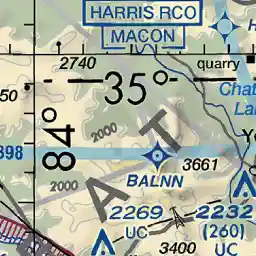 HARRIS RCO
MACON
H
2740
35°
quarry
50
Chat
La
84°
2000
398
A T
Y
3661
BALNN
2000
2269
UC
2232
(260)
UC
3400